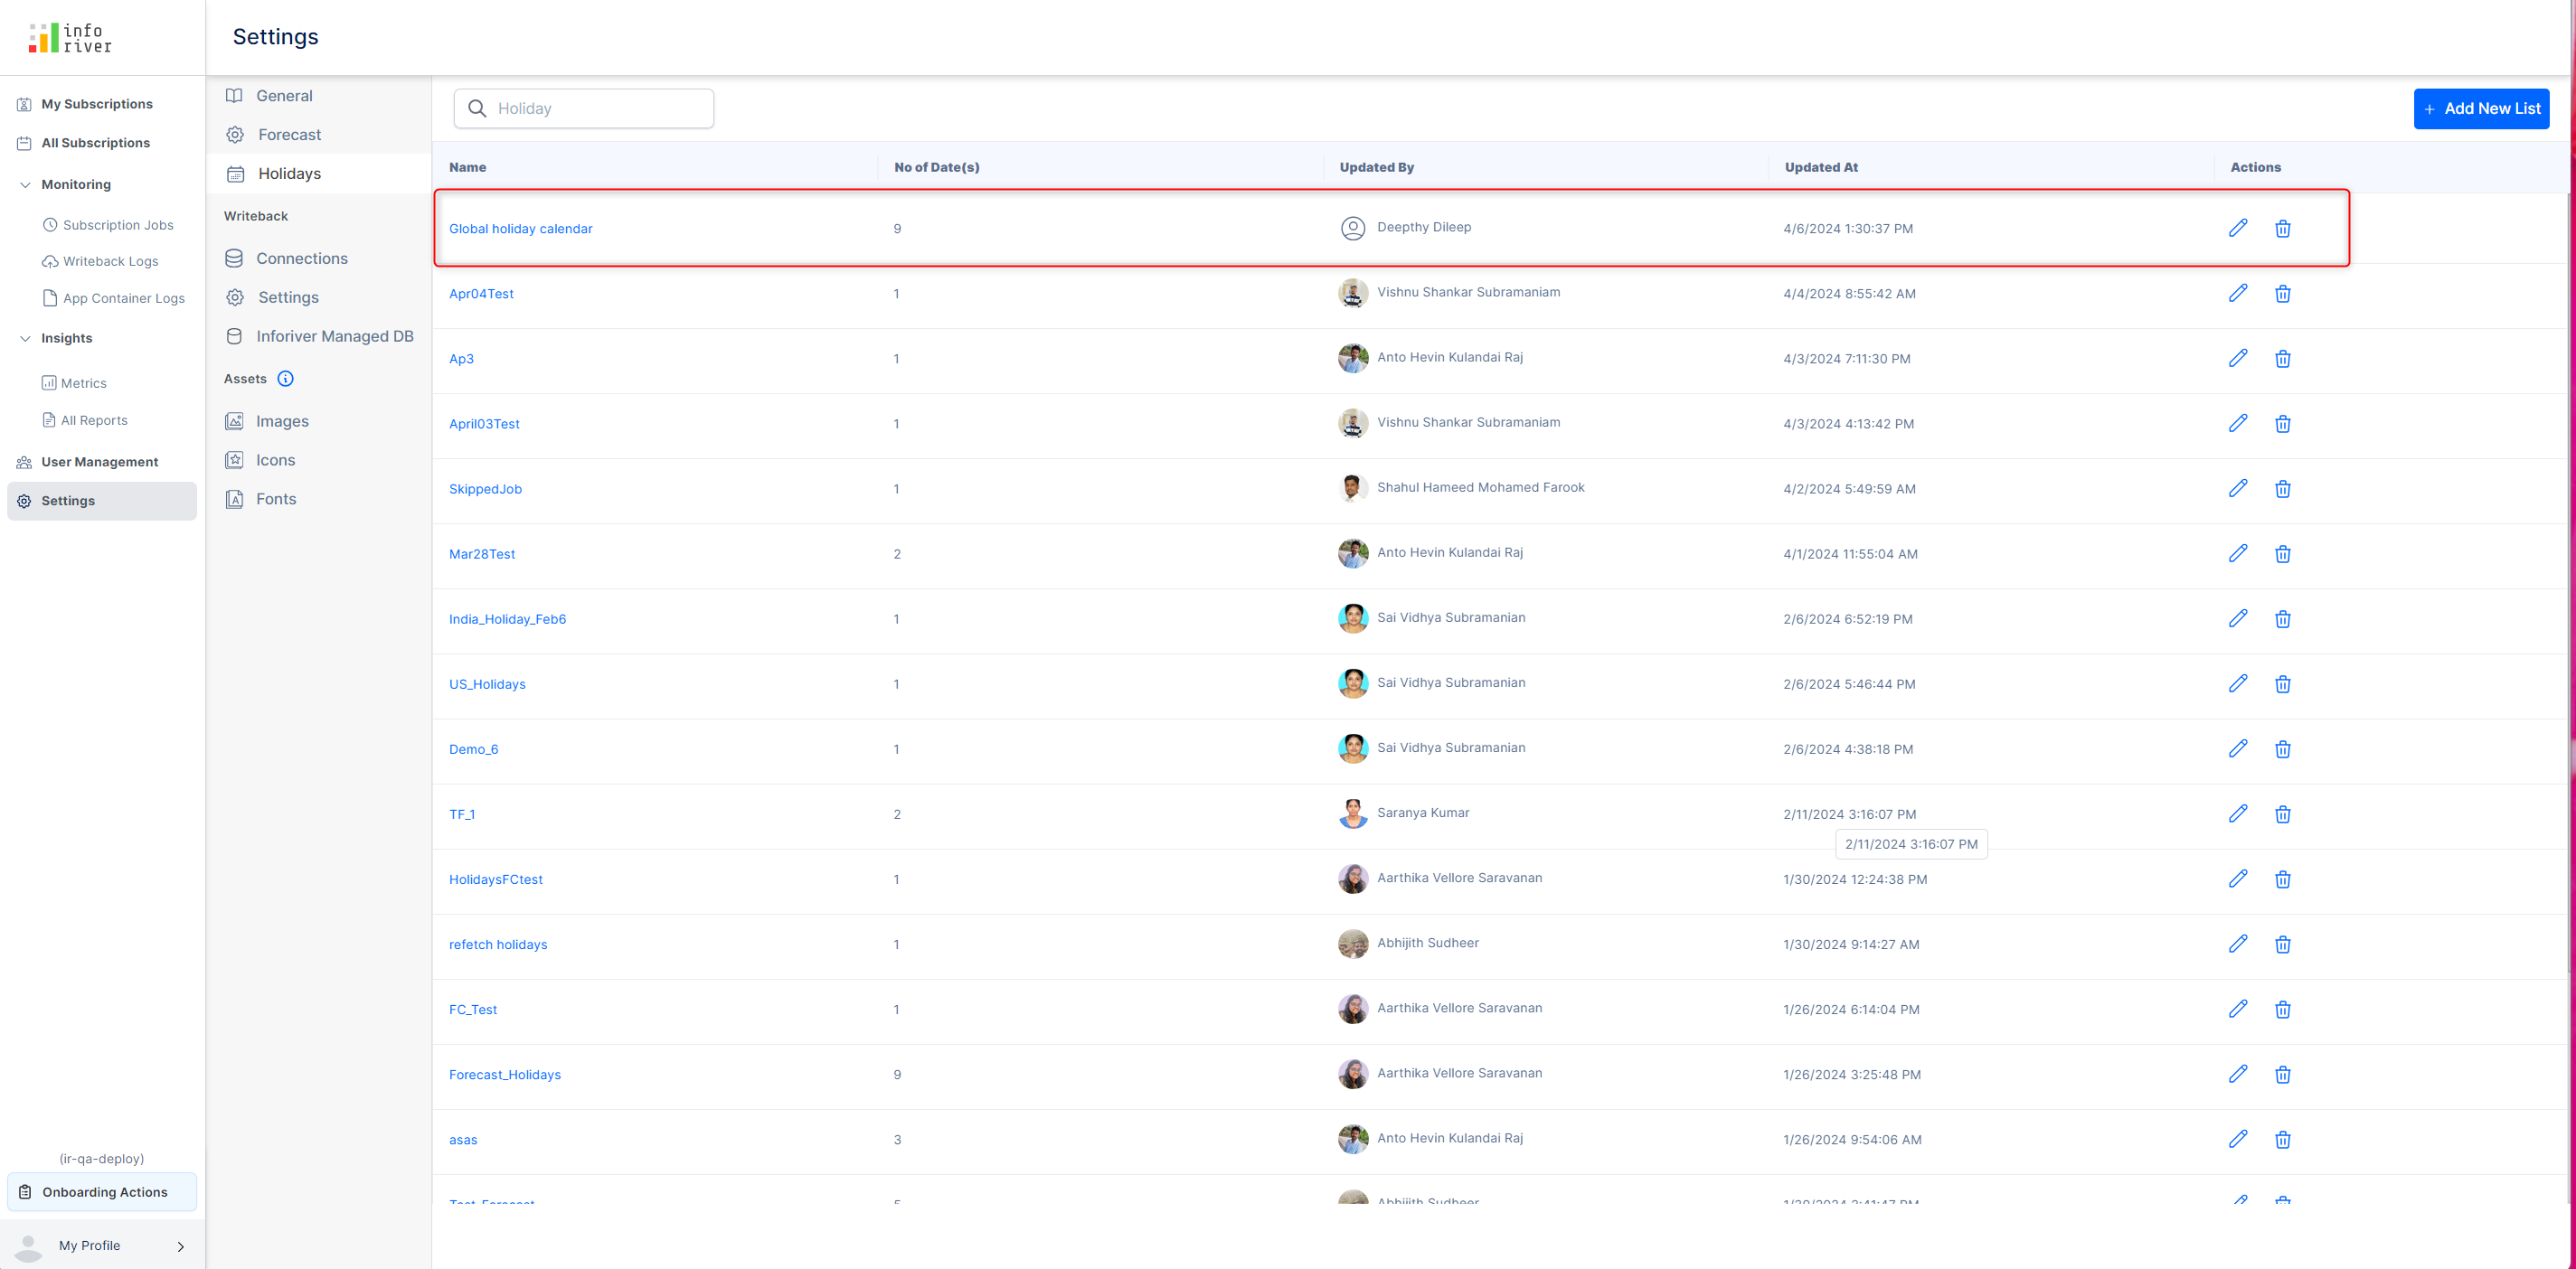 info
river
Settings
My Subscriptions
All Subscriptions
Monitoring
Subscription Jobs
Writeback Logs
App Container Logs
Insights
Metrics
All Reports
User Management
Settings
(ir-qa-deploy)
Onboarding Actions
My Profile
General
Forecast
Holidays
Writeback
Connections
Settings
Inforiver Managed DB
Assets
Images
Icons
Fonts
Holiday
+ Add New List
Name No of Date(s) Updated By Updated At Actions
Global holiday calendar 9 Deepthy Dileep 4/6/2024 1:30:37 PM
Apr04Test 1 Vishnu Shankar Subramaniam 4/4/2024 8:55:42 AM
Ap3 1 Anto Hevin Kulandai Raj 4/3/2024 7:11:30 PM
April03Test 1 Vishnu Shankar Subramaniam 4/3/2024 4:13:42 PM
SkippedJob 1 Shahul Hameed Mohamed Farook 4/2/2024 5:49:59 AM
Mar28Test 2 Anto Hevin Kulandai Raj 4/1/2024 11:55:04 AM
India_Holiday_Feb6 1 Sai Vidhya Subramanian 2/6/2024 6:52:19 PM
US_Holidays 1 Sai Vidhya Subramanian 2/6/2024 5:46:44 PM
Demo_6 1 Sai Vidhya Subramanian 2/6/2024 4:38:18 PM
TF_1 2 Saranya Kumar 2/11/2024 3:16:07 PM
2/11/2024 3:16:07 PM
HolidaysFCtest 1 Aarthika Vellore Saravanan 1/30/2024 12:24:38 PM
refetch holidays 1 Abhijith Sudheer 1/30/2024 9:14:27 AM
FC_Test 1 Aarthika Vellore Saravanan 1/26/2024 6:14:04 PM
Forecast_Holidays 9 Aarthika Vellore Saravanan 1/26/2024 3:25:48 PM
asas 3 Anto Hevin Kulandai Raj 1/26/2024 9:54:06 AM
Test_Forecast Abhijith Sudheer